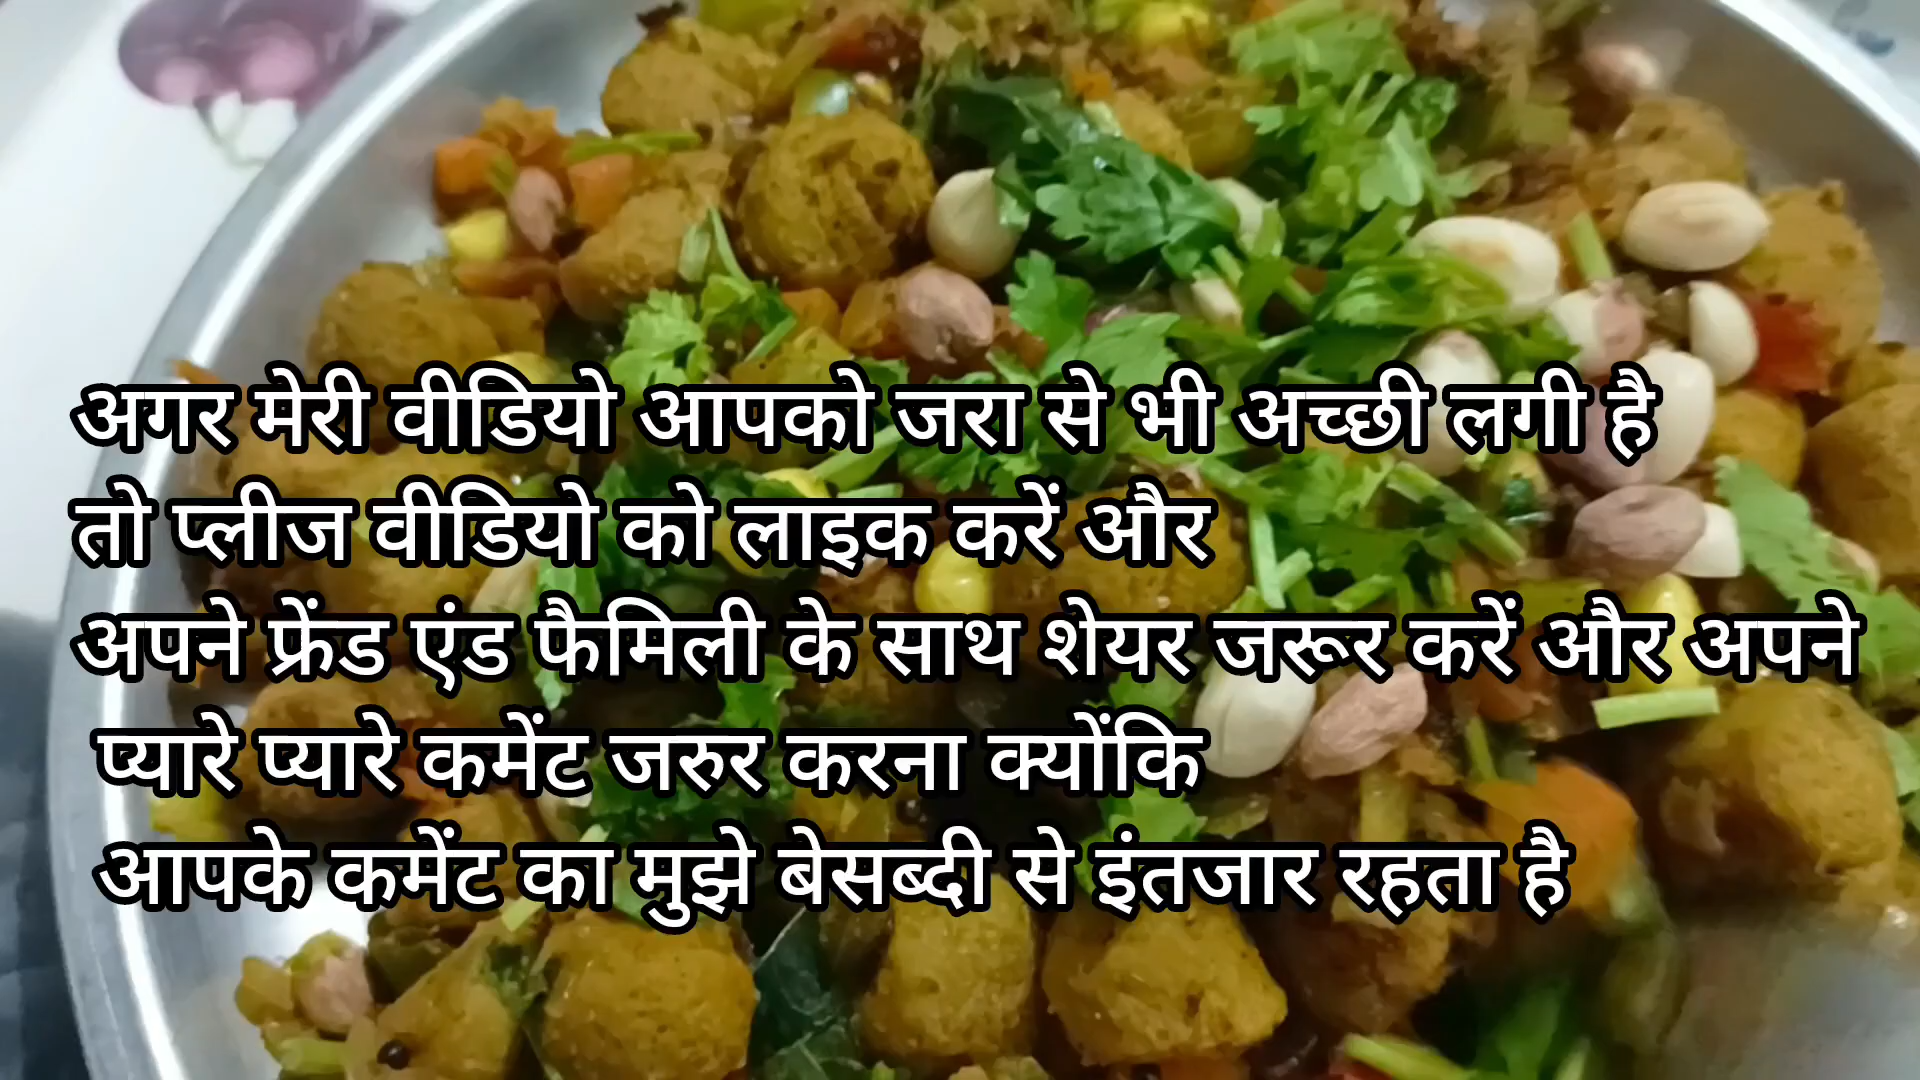 अगर मेरी वीडियो आपको जरा से भी अच्छी लगी है
तो प्लीज वीडियो को लाइक करें और
अपने फ्रेंड एंड फैमिली के साथ शेयर जरूर करें और अपने
प्यारे प्यारे कमेंट जरुर करना क्योंकि
आपके कमेंट का मुझे बेसब्दी से इंतजार रहता है